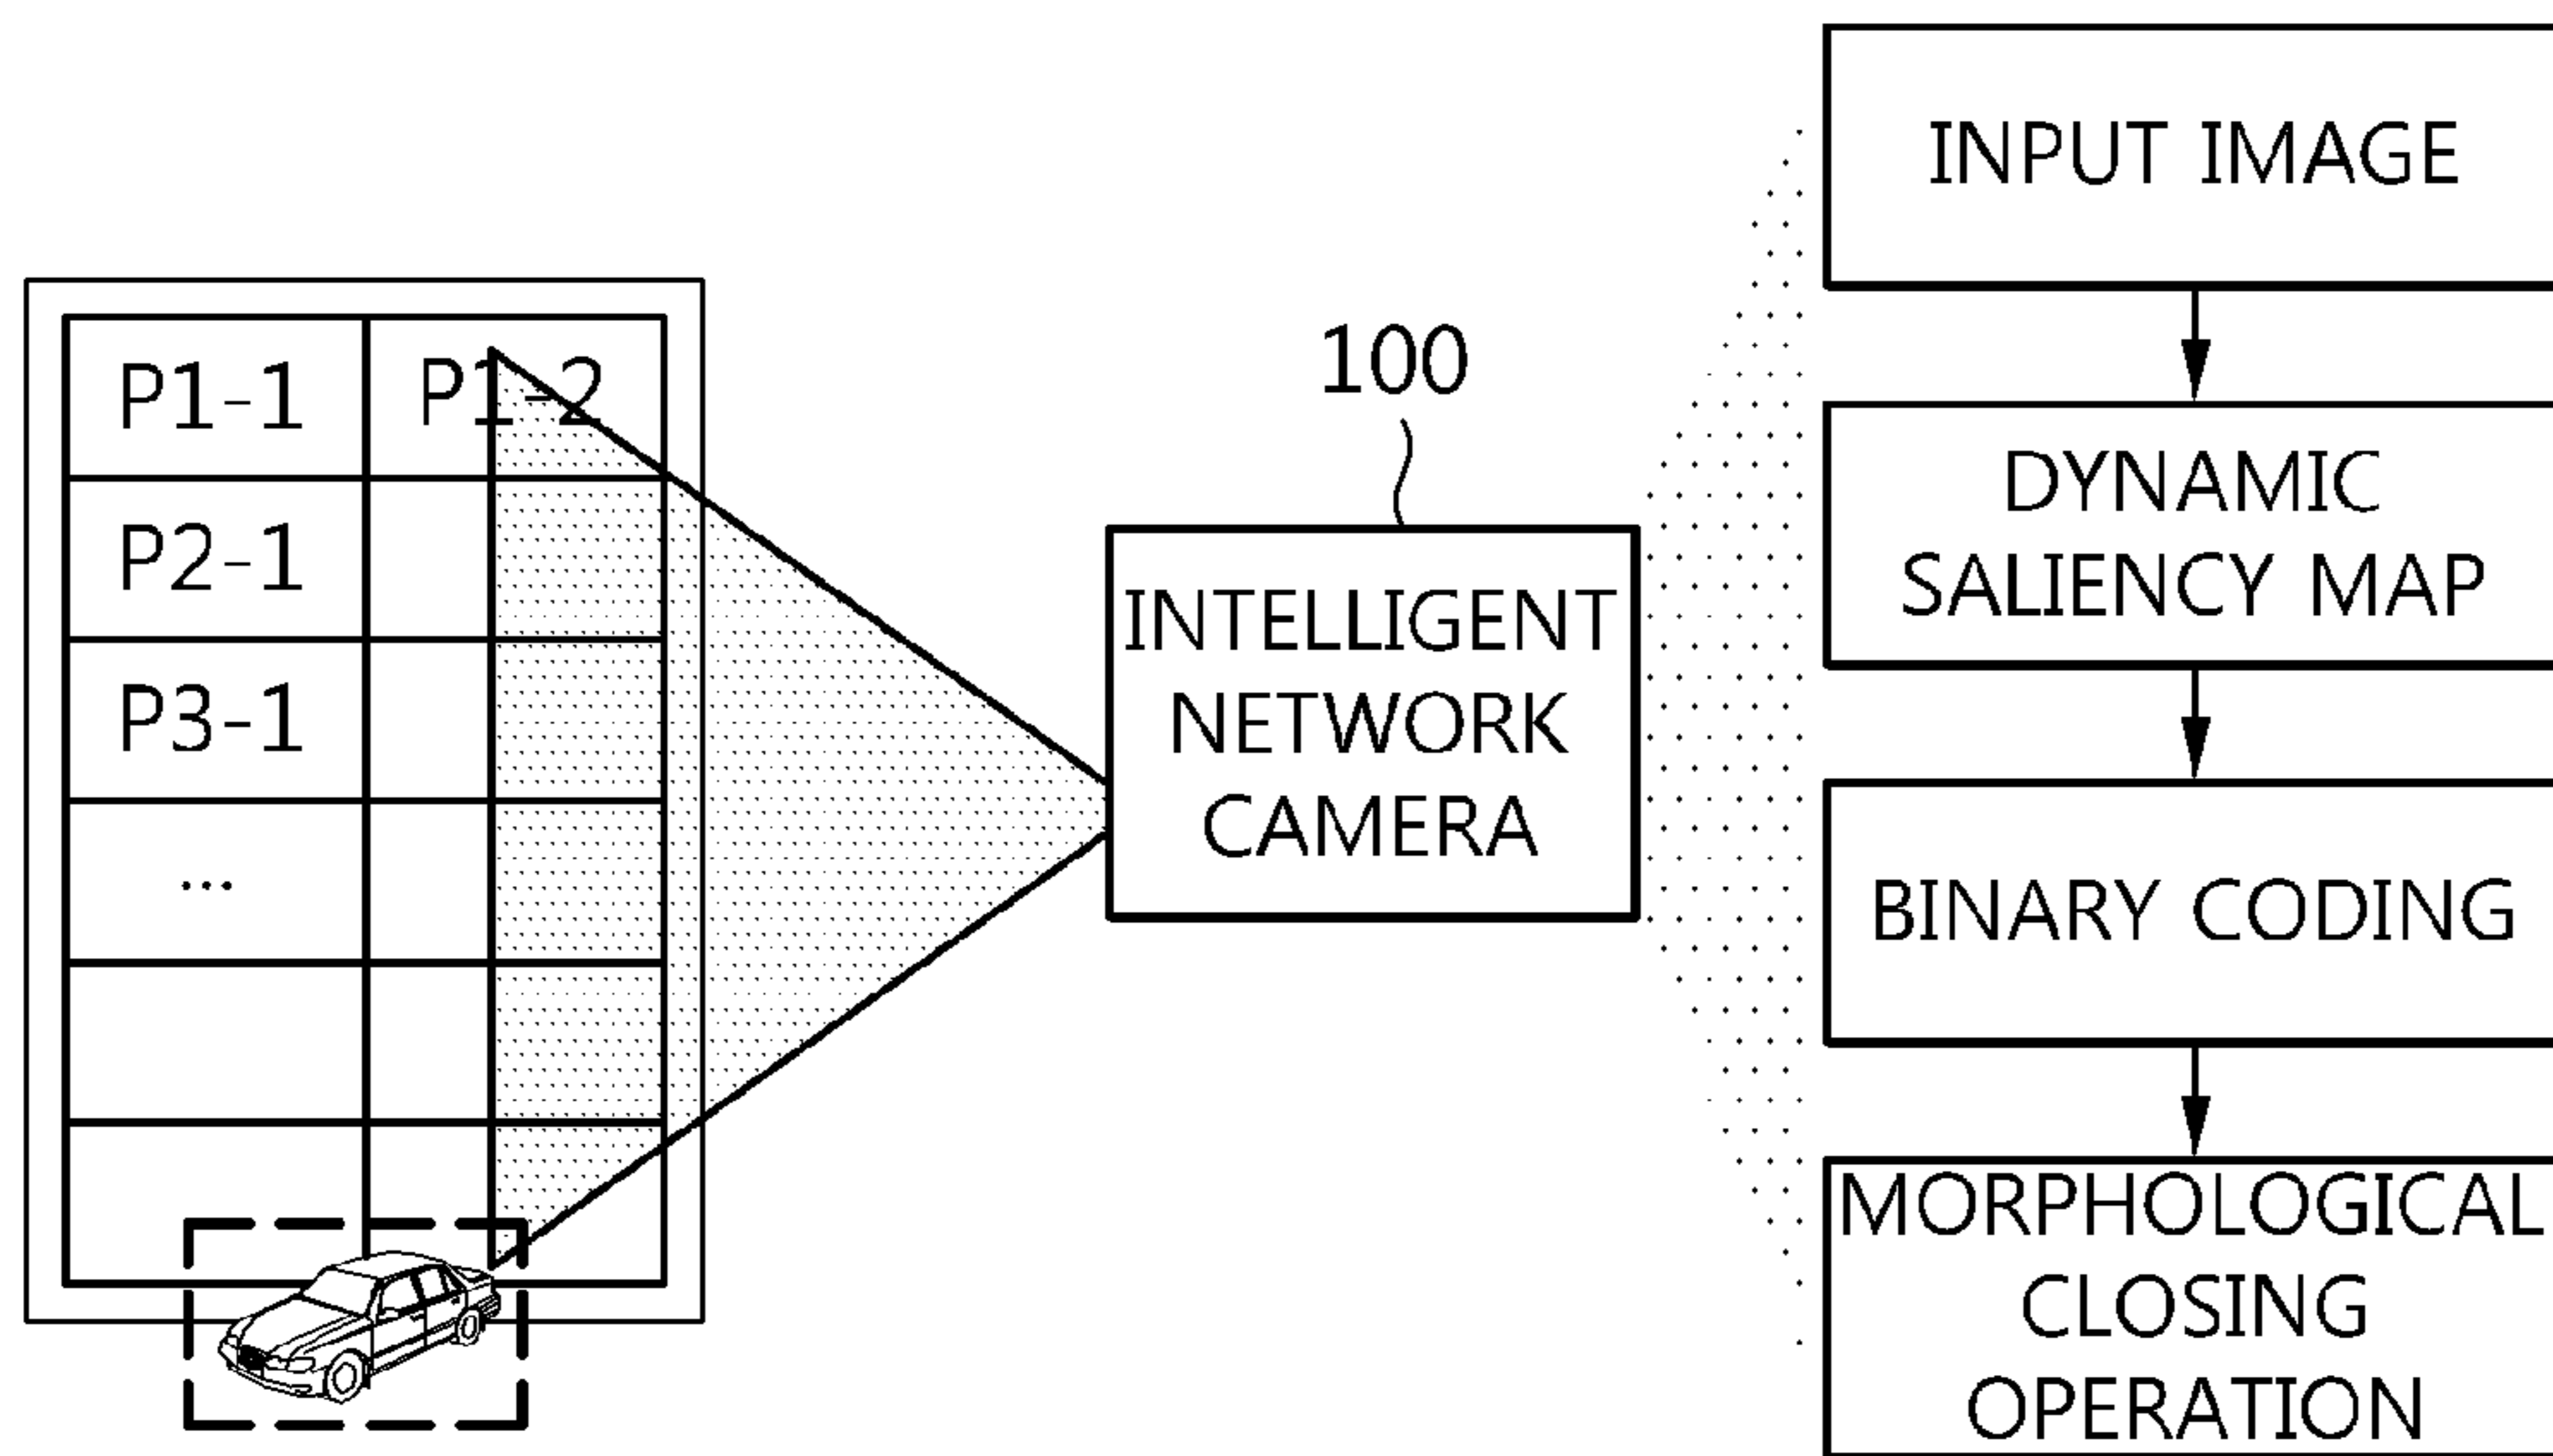 P1-1
P1-2
P2-1
P3-1
...
100
INTELLIGENT
NETWORK
CAMERA
INPUT IMAGE
DYNAMIC
SALIENCY MAP
BINARY CODING
MORPHOLOGICAL
CLOSING
OPERATION